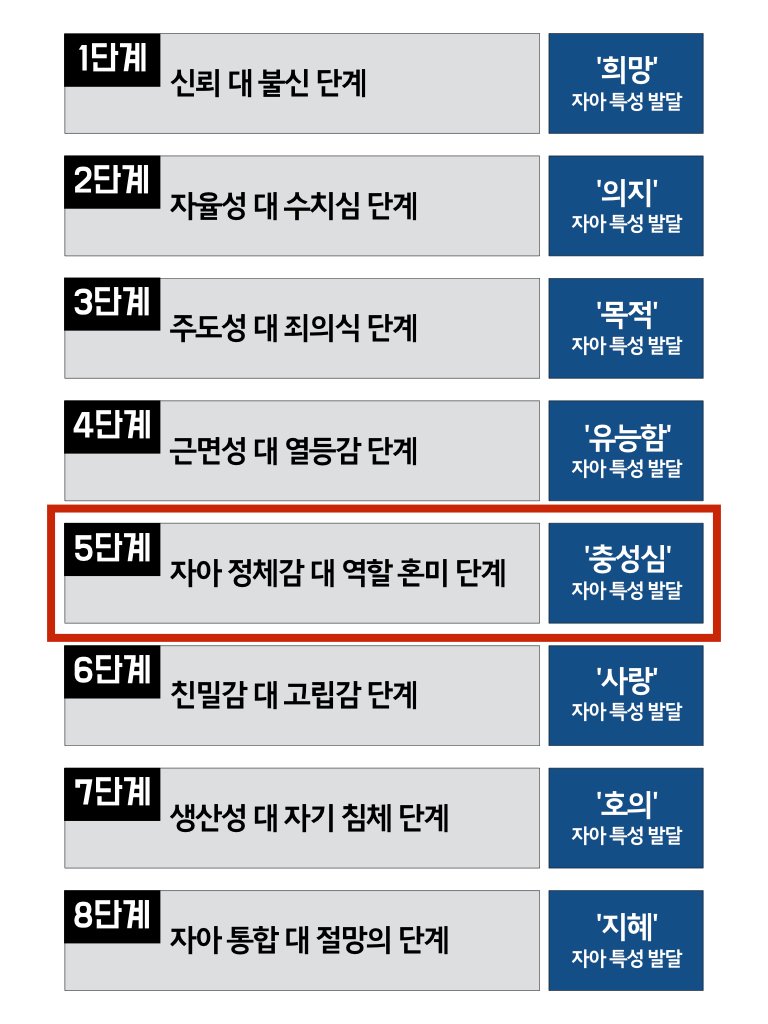 1단계
신뢰 대 불신 단계
'희망'
자아 특성 발달
2단계
자율성 대 수치심 단계
'의지'
자아 특성 발달
3단계
주도성 대 죄의식 단계
'목적'
자아 특성 발달
4단계
근면성 대 열등감 단계
'유능함'
자아 특성 발달
5단계
자아 정체감 대 역할 혼미 단계
'충성심'
자아 특성 발달
6단계
친밀감 대 고립감 단계
'사랑'
자아 특성 발달
7단계
생산성 대 자기 침체 단계
'호의'
자아 특성 발달
8단계
자아 통합 대 절망의 단계
'지혜'
자아 특성 발달